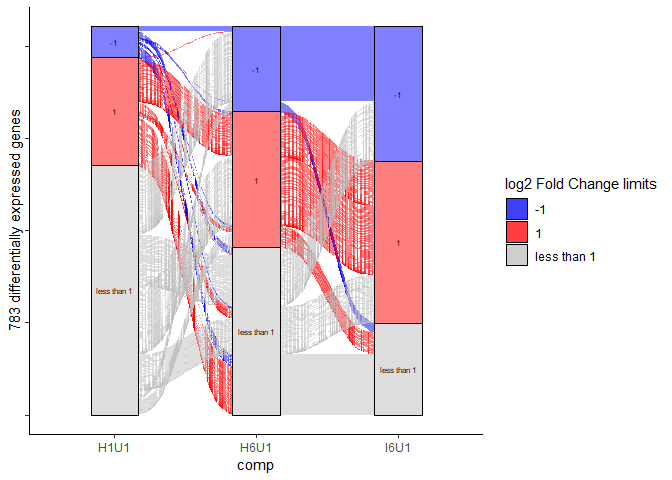 783 differentially expressed genes
-1
1
less than 1
-1
1
less than 1
-1
1
less than 1
H1U1
H6U1
I6U1
comp
log2 Fold Change limits
-1
1
less than 1